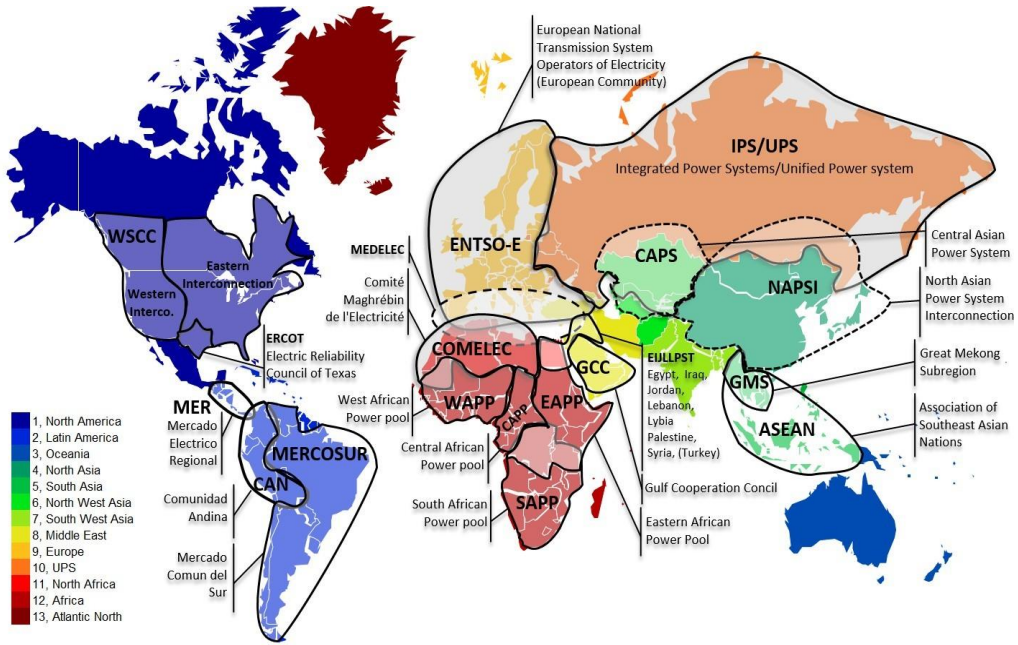 European National
Transmission System
Operators of Electricity
(European Community)
IPS/UPS
Integrated Power Systems/Unified Power system
WSCC
Eastern
Interconnection
Western
Interco.
ERCOT
Electric Reliability
Council of Texas
MEDELEC
Comité
Maghrébin
de l'Electricité
ENTSO-E
CAPS
Central Asian
Power System
NAPSI
North Asian
Power System
Interconnection
COMELEC
GCC
EIJLLPST
Egypt, Iraq,
Jordan,
Lebanon,
Lybia
Palestine,
Syria, (Turkey)
GMS
Great Mekong
Subregion
ASEAN
Association of
Southeast Asian
Nations
West African
Power pool
WAPP
CAPP
EAPP
Central African
Power pool
SAPP
South African
Power pool
Gulf Cooperation Concil
Eastern African
Power Pool
MER
Mercado
Electrico
Regional
MERCOSUR
CAN
Comunidad
Andina
Mercado
Comun del
Sur
1, North America
2, Latin America
3, Oceania
4, North Asia
5, South Asia
6, North West Asia
7, South West Asia
8, Middle East
9, Europe
10, UPS
11, North Africa
12, Africa
13, Atlantic North